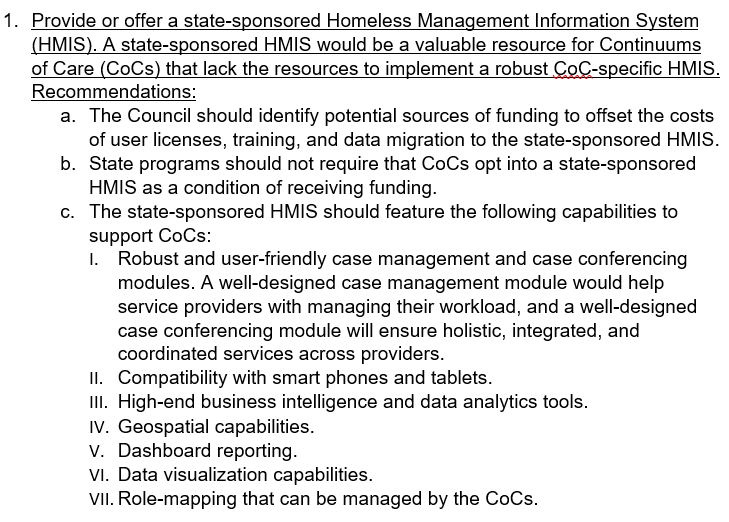 1. Provide or offer a state-sponsored Homeless Management Information System
(HMIS). A state-sponsored HMIS would be a valuable resource for Continuums
of Care (CoCs) that lack the resources to implement a robust CoC-specific HMIS.
Recommendations:
a. The Council should identify potential sources of funding to offset the costs
of user licenses, training, and data migration to the state-sponsored HMIS.
b. State programs should not require that CoCs opt into a state-sponsored
HMIS as a condition of receiving funding.
c. The state-sponsored HMIS should feature the following capabilities to
support CoCs:
I. Robust and user-friendly case management and case conferencing
modules. A well-designed case management module would help
service providers with managing their workload, and a well-designed
case conferencing module will ensure holistic, integrated, and
coordinated services across providers.
II. Compatibility with smart phones and tablets.
III. High-end business intelligence and data analytics tools.
IV. Geospatial capabilities.
V. Dashboard reporting.
VI. Data visualization capabilities.
VII. Role-mapping that can be managed by the CoCs.